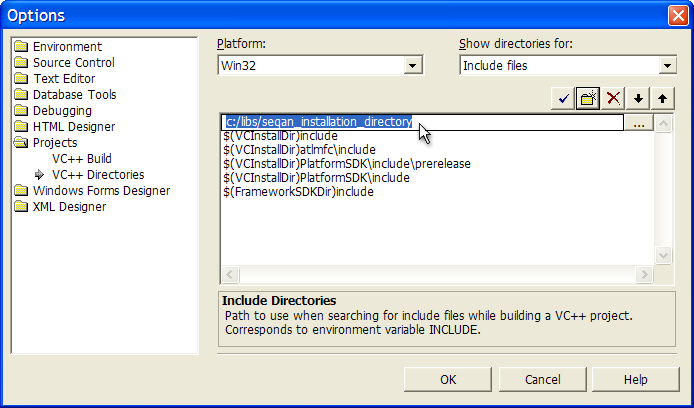 Options
Environment
Source Control
Text Editor
Database Tools
Debugging
HTML Designer
Projects
VC++ Build
VC++ Directories
Windows Forms Designer
XML Designer
Platform:
Win32
Show directories for:
Include files
c:/libs/seqan_installation_directory
...
$(VCInstallDir)include
$(VCInstallDir)atlmfc\include
$(VCInstallDir)PlatformSDK\include\prerelease
$(VCInstallDir)PlatformSDK\include
$(FrameworkSDKDir)include
Include Directories
Path to use when searching for include files while building a VC++ project.
Corresponds to environment variable INCLUDE.
OK
Cancel
Help